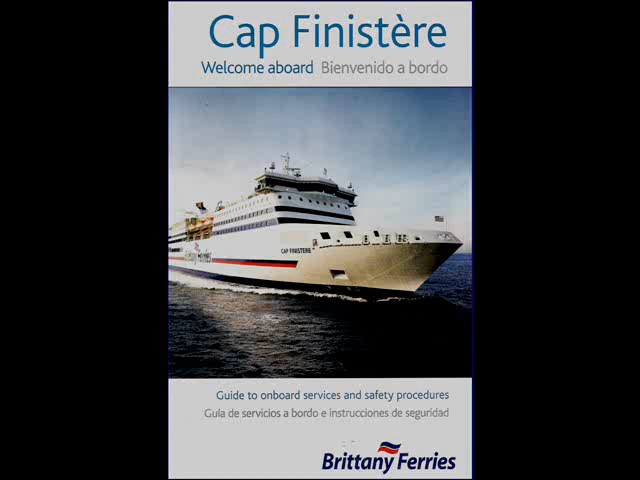 Cap Finistère
Welcome aboard Bienvenido a bordo
CAP FINISTERE
Guide to onboard services and safety procedures
Guía de servicios a bordo e instrucciones de seguridad
Brittany Ferries